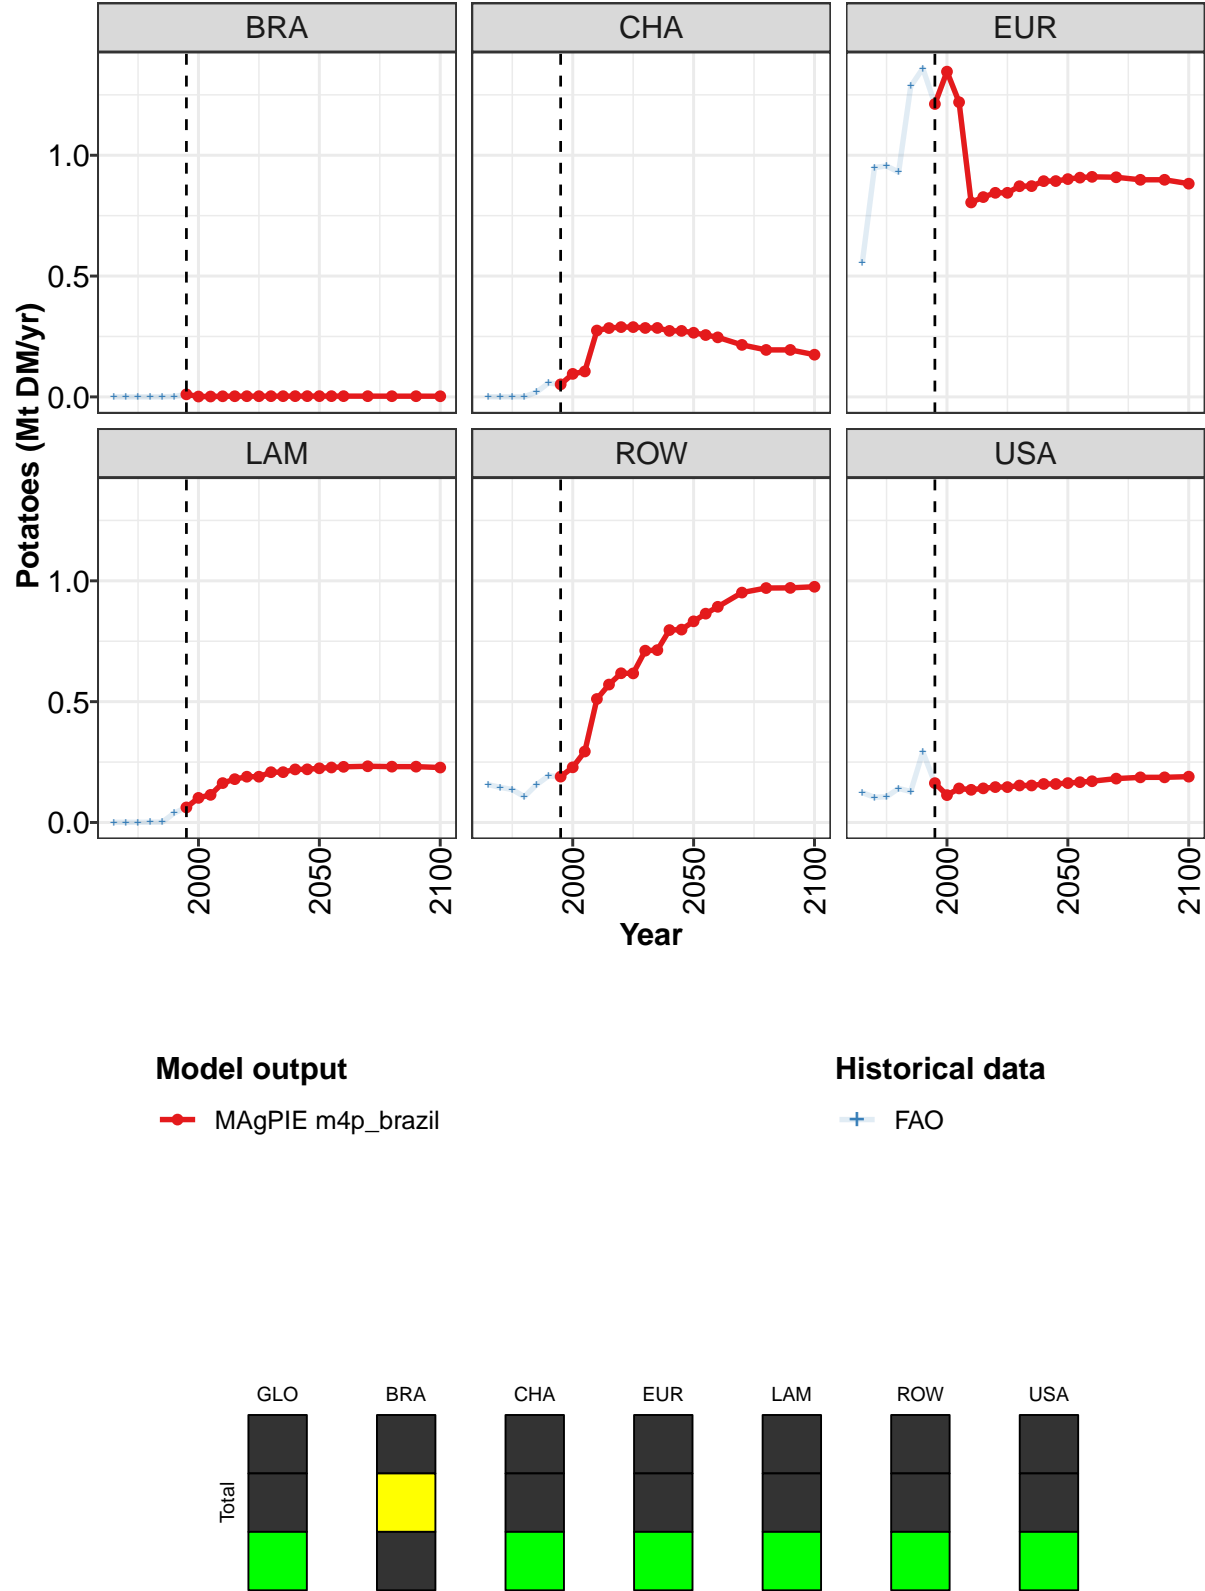 BRA
CHA
EUR
1.0
0.5
0.0
LAM
ROW
USA
1.0
0.5
0.0
Potatoes (Mt DM/yr)
2000
2050
2100
2000
2050
2100
2000
2050
2100
Year
Model output
MAgPIE m4p_brazil
Historical data
FAO
GLO
BRA
CHA
EUR
LAM
ROW
USA
Total